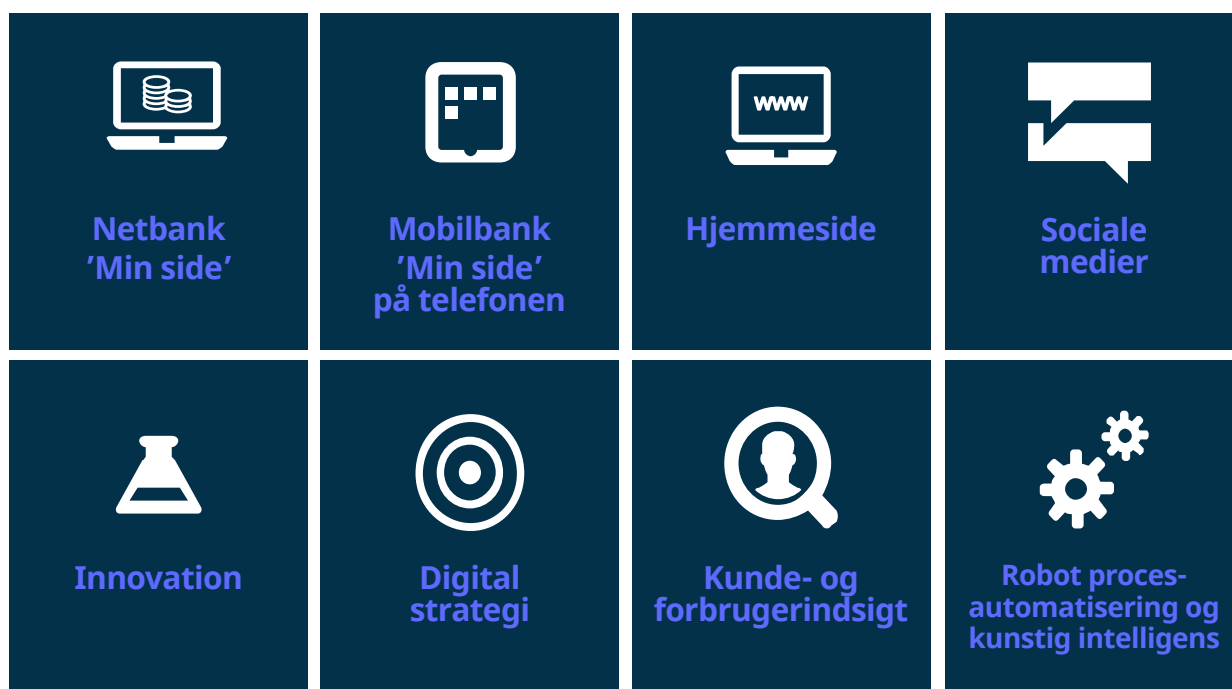 Netbank
’Min side’
Mobilbank
’Min side’
på telefonen
www
Hjemmeside
Sociale
medier
Innovation
Digital
strategi
Kunde- og
forbrugerindsigt
Robot proces-
automatisering og
kunstig intelligens